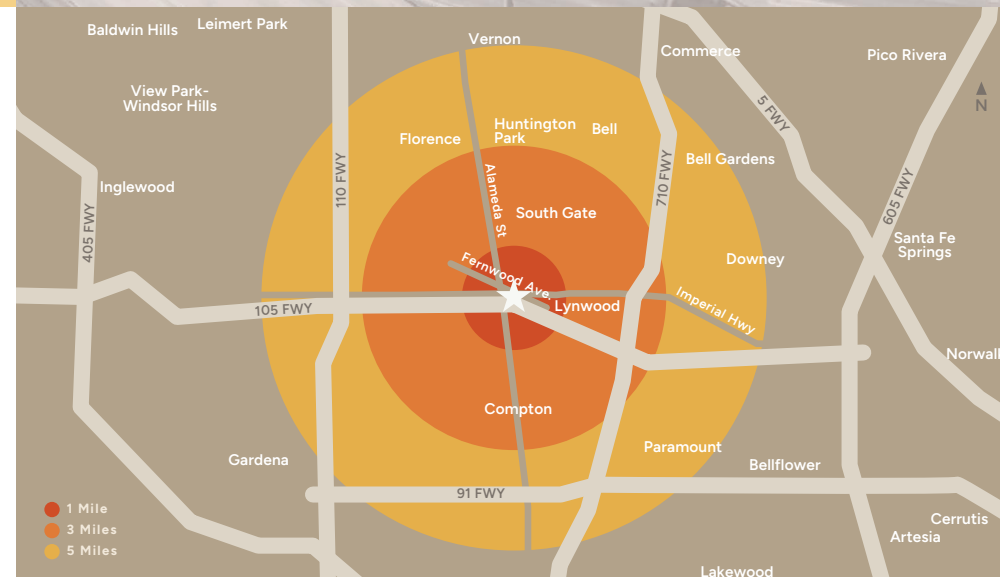 Baldwin Hills
Leimert Park
Vernon
Commerce
Pico Rivera
View Park-
Windsor Hills
5 FWY
N
Huntington
Park
Bell
Florence
Bell Gardens
110 FWY
710 FWY
Alameda St
Inglewood
605 FWY
South Gate
405 FWY
Santa Fe
Springs
Downey
Fernwood Ave.
105 FWY
Lynwood
Imperial Hwy
Norwall
Compton
Paramount
Gardena
Bellflower
91 FWY
1 Mile
3 Miles
5 Miles
Cerrutis
Artesia
Lakewood